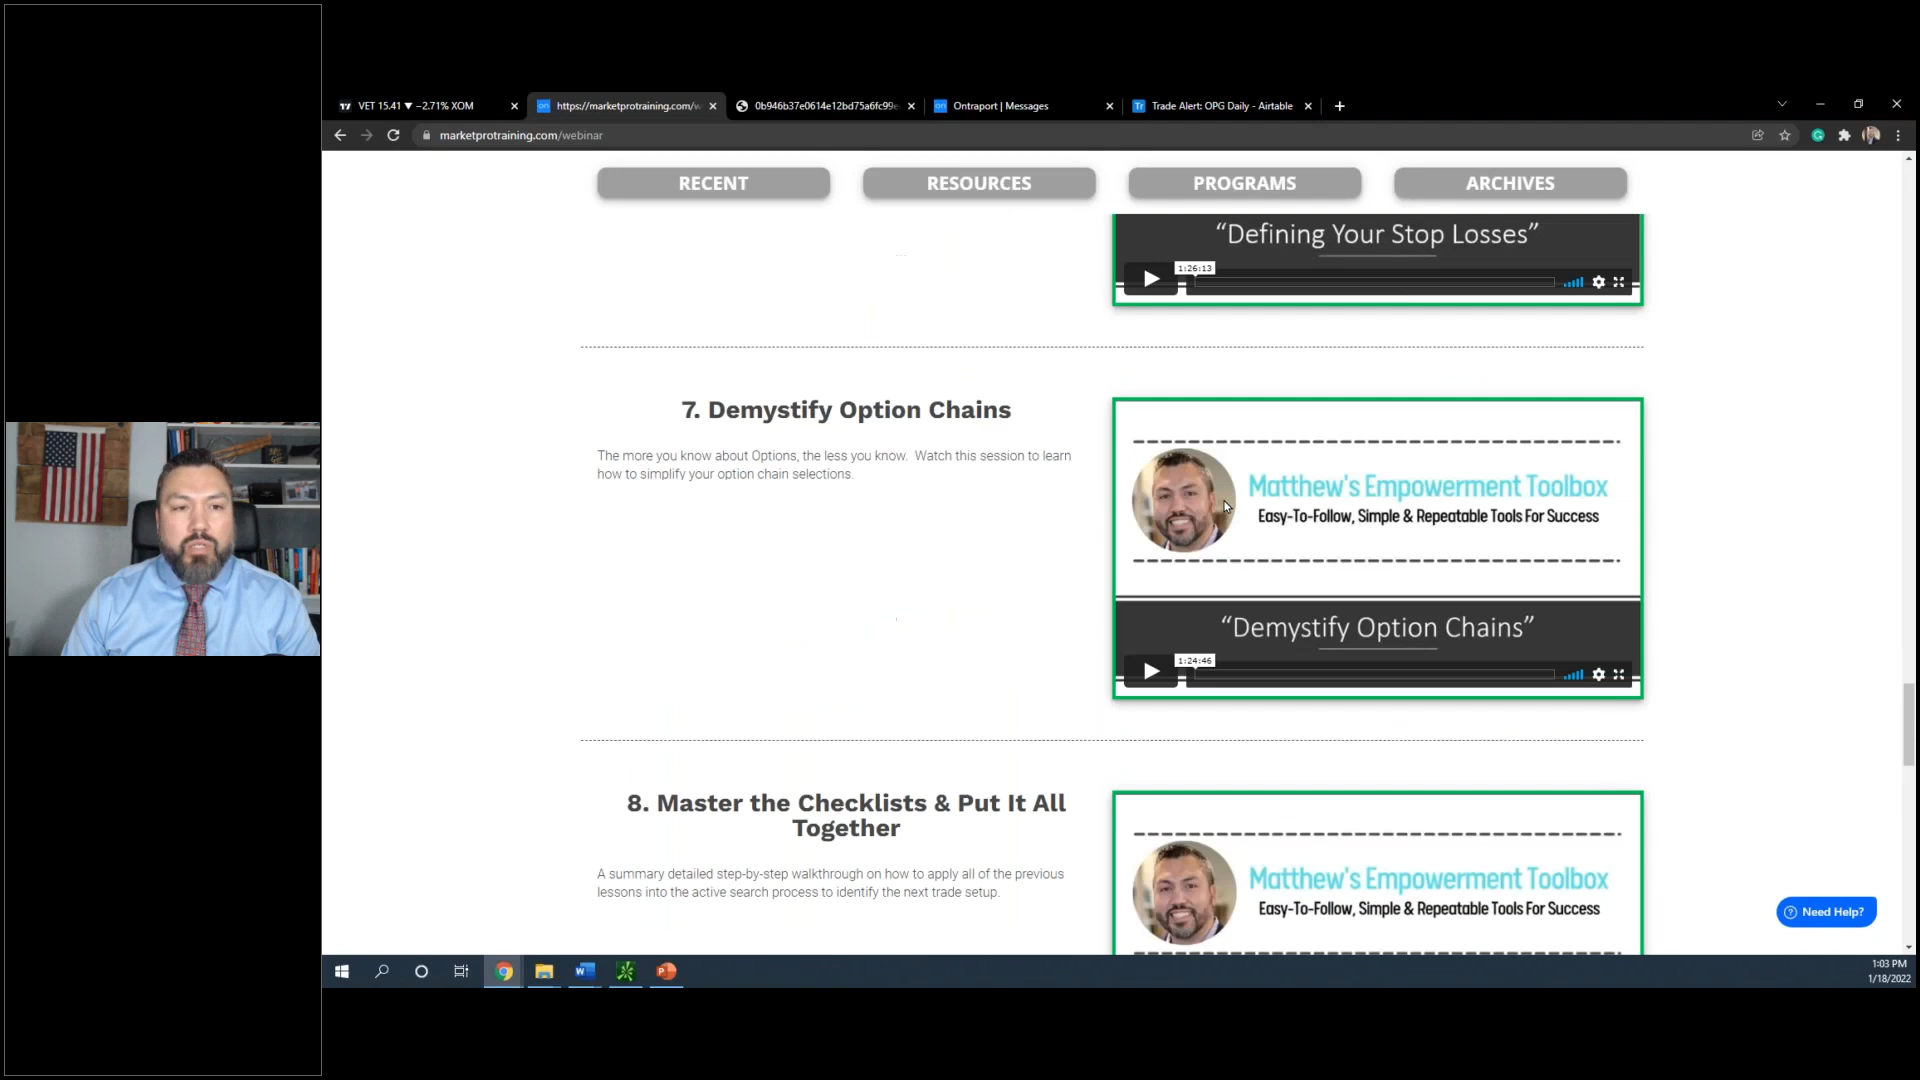 VET 15.41 ▼ −2.71% XOM
https://marketprotraining.com/w
0b946b37e0614e12bd75a6fc99e
Ontraport | Messages
Trade Alert: OPG Daily - Airtable
marketprotraining.com/webinar
RECENT
RESOURCES
PROGRAMS
ARCHIVES
“Defining Your Stop Losses”
1:26:13
7. Demystify Option Chains
The more you know about Options, the less you know. Watch this session to learn
how to simplify your option chain selections.
Matthew's Empowerment Toolbox
Easy-To-Follow, Simple & Repeatable Tools For Success
“Demystify Option Chains”
1:24:46
8. Master the Checklists & Put It All
Together
A summary detailed step-by-step walkthrough on how to apply all of the previous
lessons into the active search process to identify the next trade setup.
Matthew's Empowerment Toolbox
Easy-To-Follow, Simple & Repeatable Tools For Success
Need Help?
1:03 PM
1/18/2022